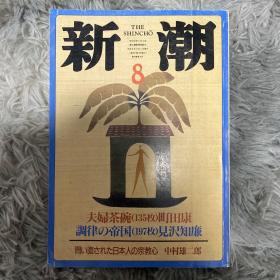 新潮
THE
SHINCHŌ
8
夫婦茶碗(135枚)町田康
調律の帝国(197枚)見沢知廉
問い直された日本人の宗教心 中村雄二郎